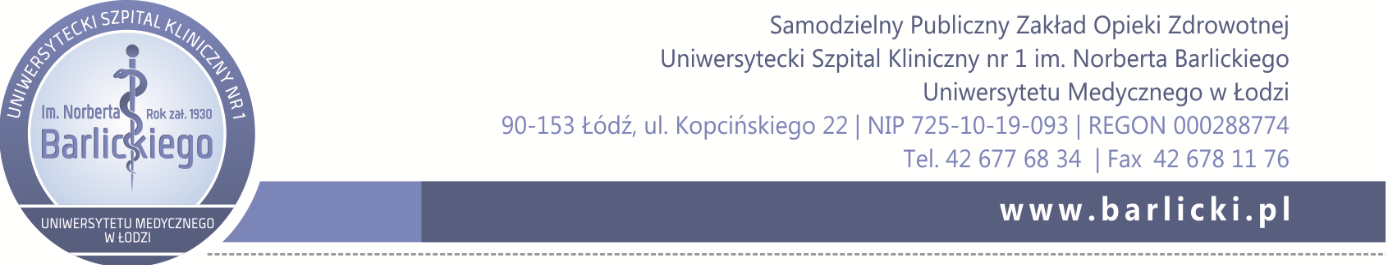 UNIWERSYTECKI SZPITAL KLINICZNY NR 1
Im. Norberta Rok zał. 1930
Barlickiego
UNIWERSYTETU MEDYCZNEGO
W ŁODZI
Samodzielny Publiczny Zakład Opieki Zdrowotnej
Uniwersytecki Szpital Kliniczny nr 1 im. Norberta Barlickiego
Uniwersytetu Medycznego w Łodzi
90-153 Łódź, ul. Kopcińskiego 22 | NIP 725-10-19-093 | REGON 000288774
Tel. 42 677 68 34 | Fax 42 678 11 76
www.barlicki.pl